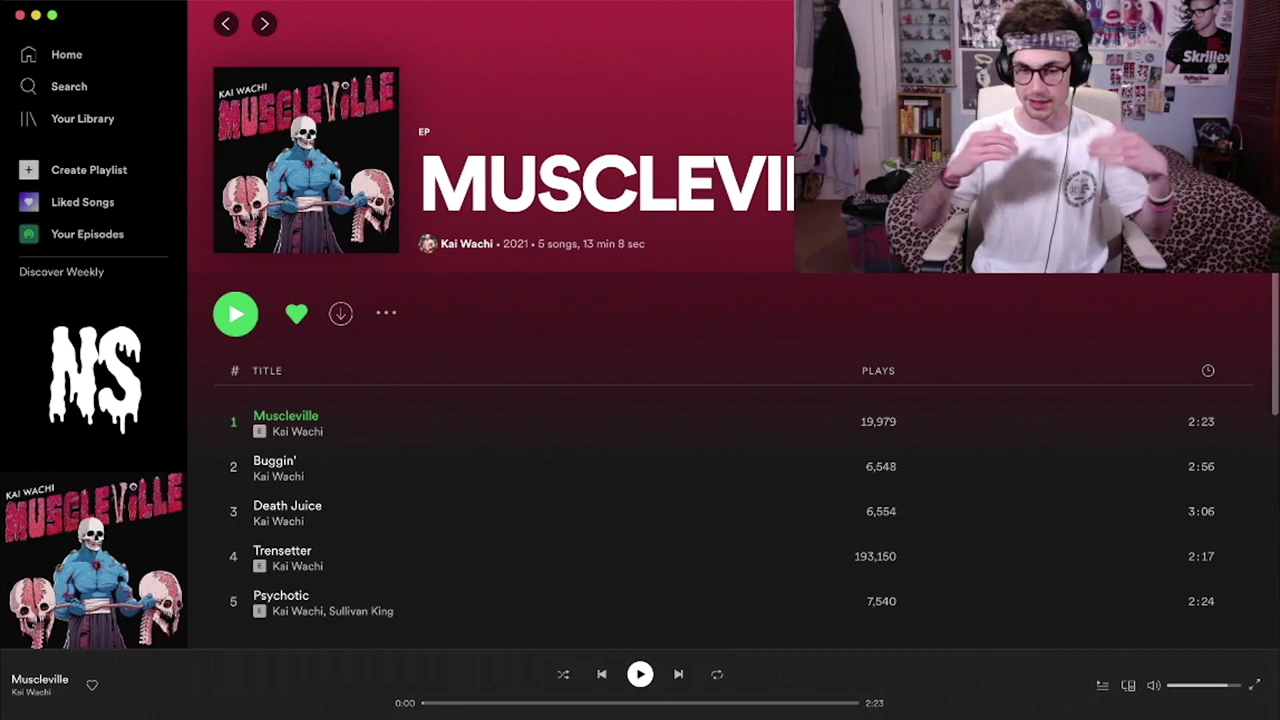 Home
Search
Your Library
Create Playlist
Liked Songs
Your Episodes
Discover Weekly
NS
KAI WACHI
MUSCLEVILLE
Muscleville
Kai Wachi
KAI WACHI
MUSCLEVILLE
EP
MUSCLEVI
Kai Wachi • 2021 • 5 songs, 13 min 8 sec
Skrillex
# TITLE PLAYS
1 Muscleville 19,979 2:23
E Kai Wachi
2 Buggin' 6,548 2:56
Kai Wachi
3 Death Juice 6,554 3:06
Kai Wachi
4 Trensetter 193,150 2:17
E Kai Wachi
5 Psychotic 7,540 2:24
E Kai Wachi, Sullivan King
0:00 2:23